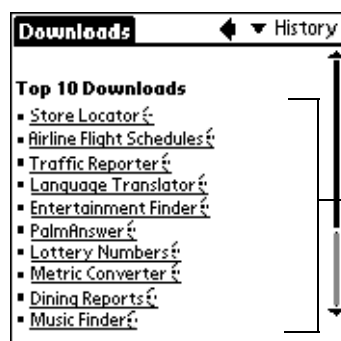 Downloads
History
Top 10 Downloads
Store Locator
Airline Flight Schedules
Traffic Reporter
Language Translator
Entertainment Finder
PalmAnswer
Lottery Numbers
Metric Converter
Dining Reports
Music Finder